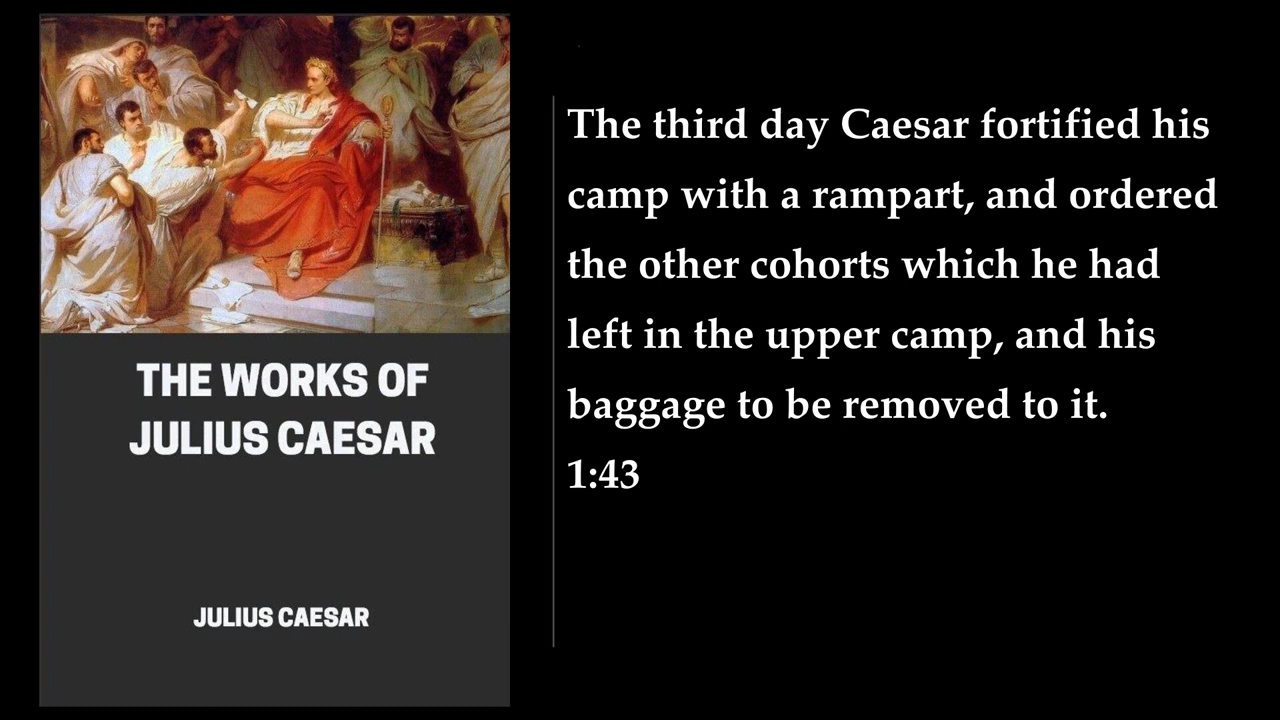 THE WORKS OF
JULIUS CAESAR
JULIUS CAESAR
The third day Caesar fortified his
camp with a rampart, and ordered
the other cohorts which he had
left in the upper camp, and his
baggage to be removed to it.
1:43